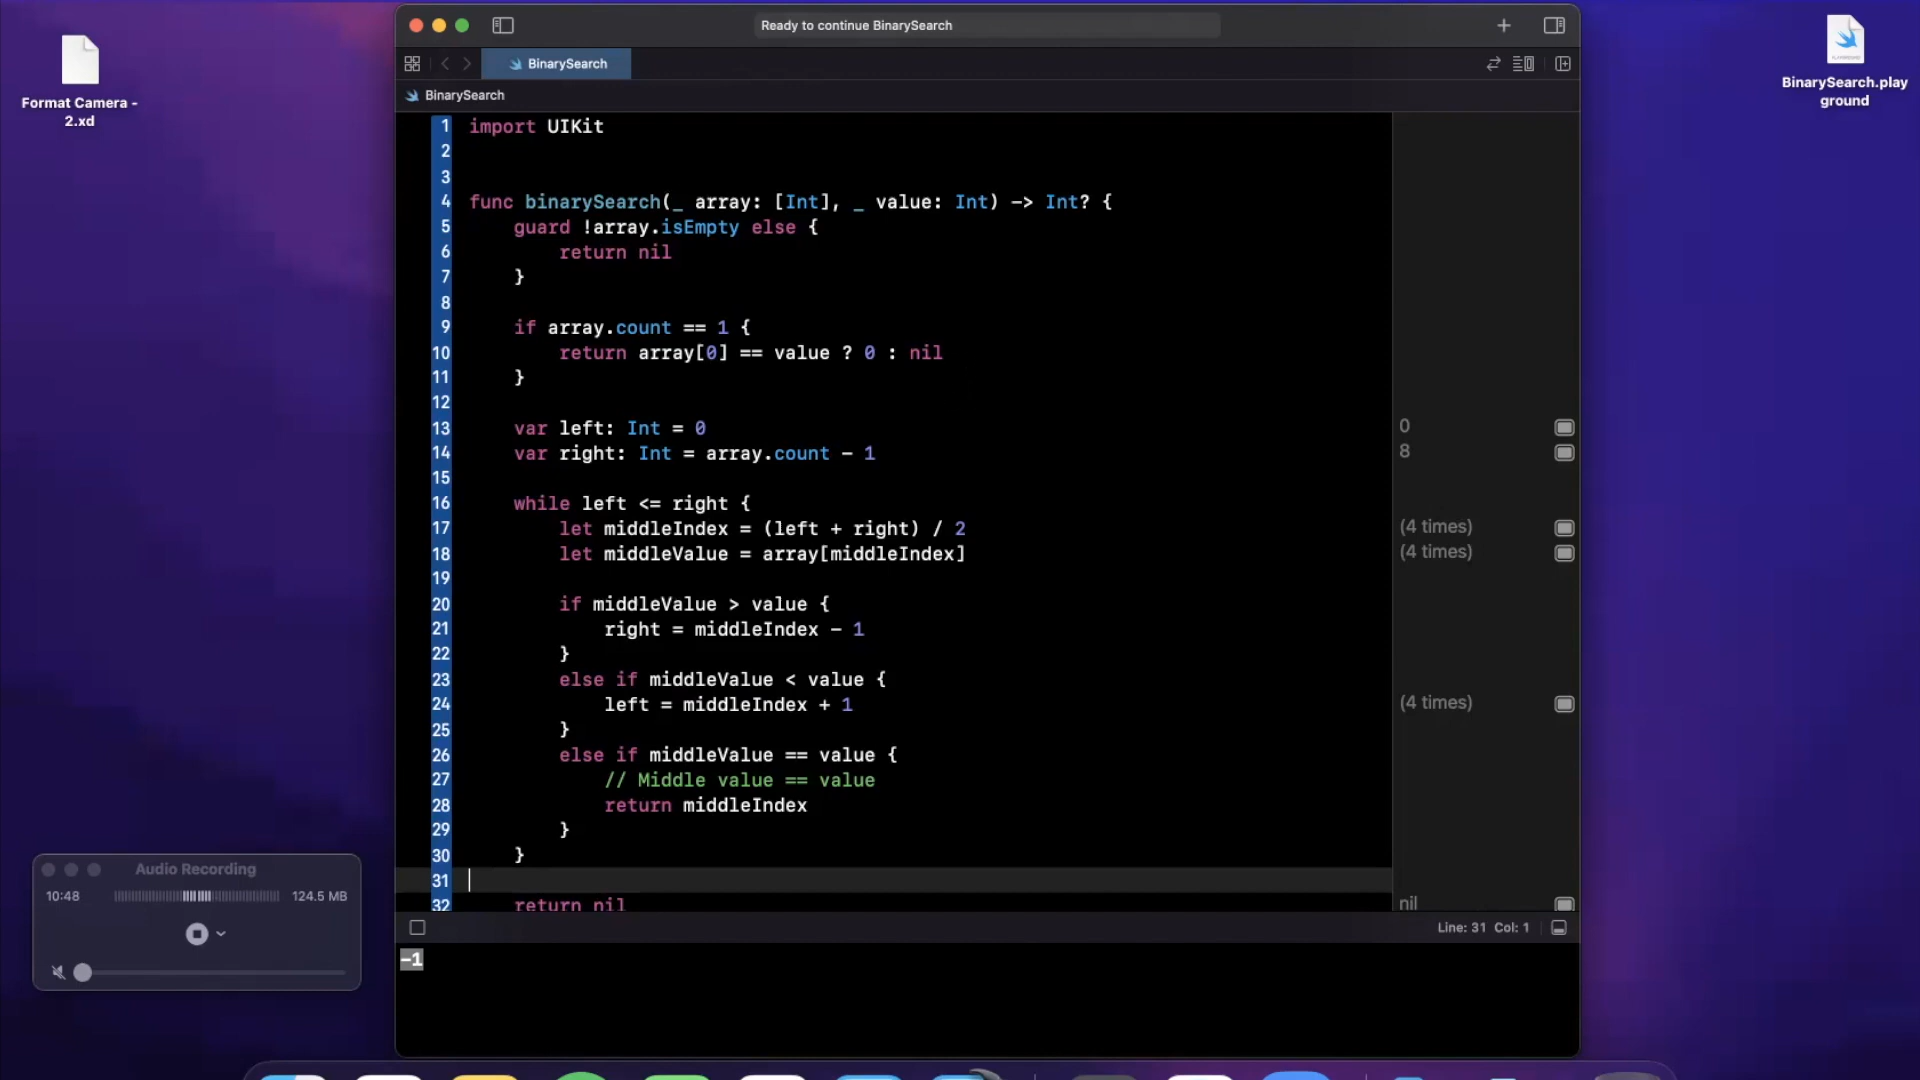 Ready to continue BinarySearch
BinarySearch
BinarySearch
1 import UIKit
2
3
4 func binarySearch(_ array: [Int], _ value: Int) -> Int? {
5     guard !array.isEmpty else {
6         return nil
7     }
8
9     if array.count == 1 {
10         return array[0] == value ? 0 : nil
11     }
12
13     var left: Int = 0
0
14     var right: Int = array.count - 1
8
15
16     while left <= right {
17         let middleIndex = (left + right) / 2
(4 times)
18         let middleValue = array[middleIndex]
(4 times)
19
20         if middleValue > value {
21             right = middleIndex - 1
22         }
23         else if middleValue < value {
24             left = middleIndex + 1
(4 times)
25         }
26         else if middleValue == value {
27             // Middle value == value
28             return middleIndex
29         }
30     }
31
32     return nil
nil
Line: 31 Col: 1
-1
Format Camera -
2.xd
BinarySearch.play
ground
Audio Recording
10:48
124.5 MB